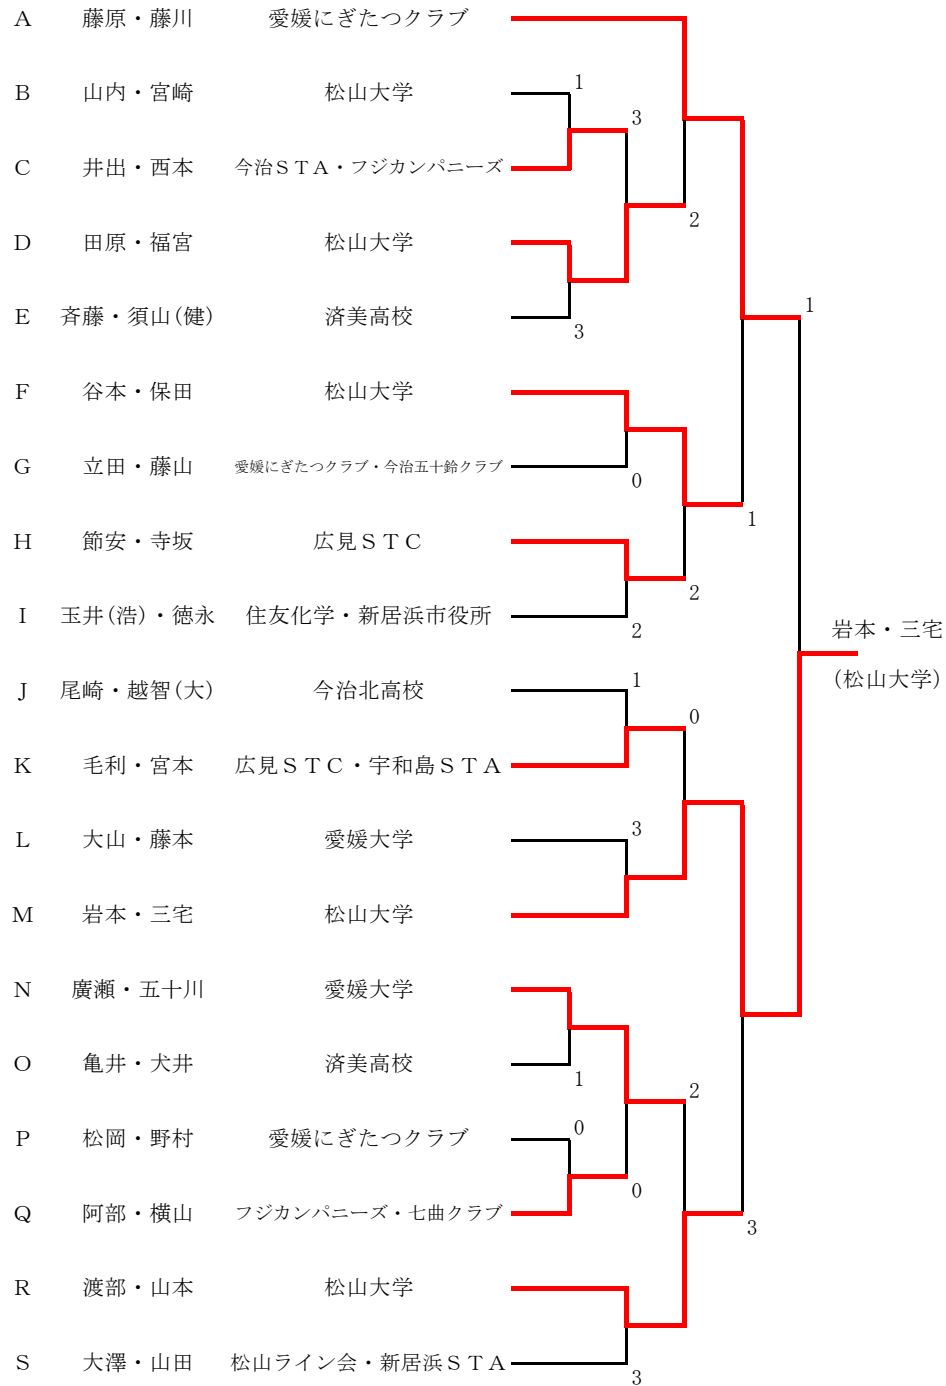 A 藤原・藤川 愛媛にぎたつクラブ
1
B 山内・宮崎 松山大学
3
C 井出・西本 今治ＳＴＡ・フジカンパニーズ
2
D 田原・福宮 松山大学
1
E 斉藤・須山(健) 済美高校
3
F 谷本・保田 松山大学
G 立田・藤山 愛媛にぎたつクラブ・今治五十鈴クラブ
0
1
H 節安・寺坂 広見ＳＴＣ
2
I 玉井(浩)・徳永 住友化学・新居浜市役所
2
岩本・三宅
(松山大学)
1
J 尾崎・越智(大) 今治北高校
0
K 毛利・宮本 広見ＳＴＣ・宇和島ＳＴＡ
3
L 大山・藤本 愛媛大学
M 岩本・三宅 松山大学
N 廣瀬・五十川 愛媛大学
O 亀井・犬井 済美高校
1
2
0
P 松岡・野村 愛媛にぎたつクラブ
0
Q 阿部・横山 フジカンパニーズ・七曲クラブ
3
R 渡部・山本 松山大学
S 大澤・山田 松山ライン会・新居浜ＳＴＡ
3